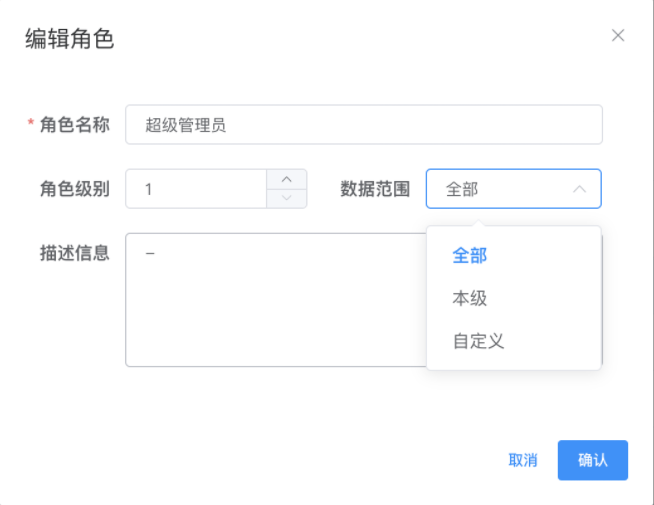 编辑角色
* 角色名称 超级管理员
角色级别 1 数据范围 全部
描述信息 –
全部
本级
自定义
取消 确认